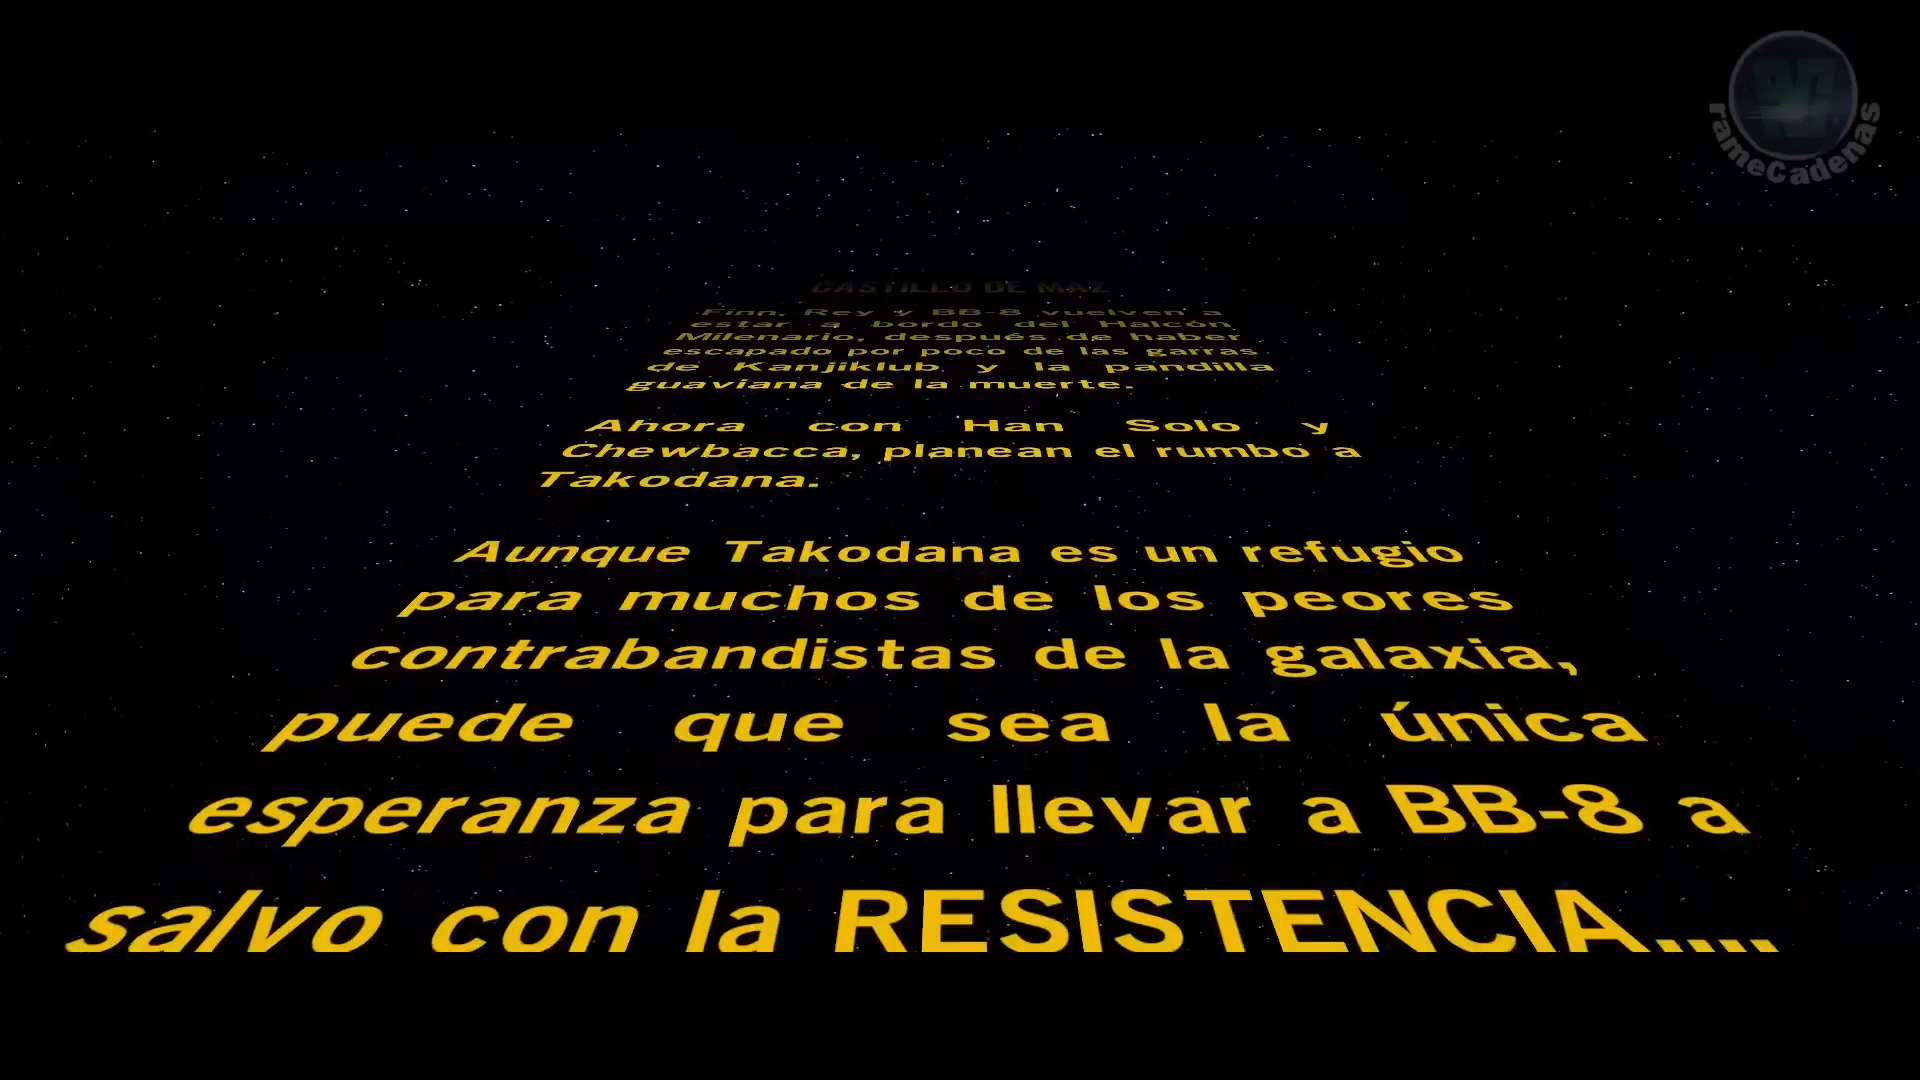 CASTILLO DE MAZ
Finn, Rey y BB-8 vuelven a
estar a bordo del Halcón
Milenario, después de haber
escapado por poco de las garras
de Kanjiklub y la pandilla
guaviana de la muerte.
Ahora con Han Solo y
Chewbacca, planean el rumbo a
Takodana.
Aunque Takodana es un refugio
para muchos de los peores
contrabandistas de la galaxia,
puede que sea la única
esperanza para llevar a BB-8 a
salvo con la RESISTENCIA....
rameCadenas